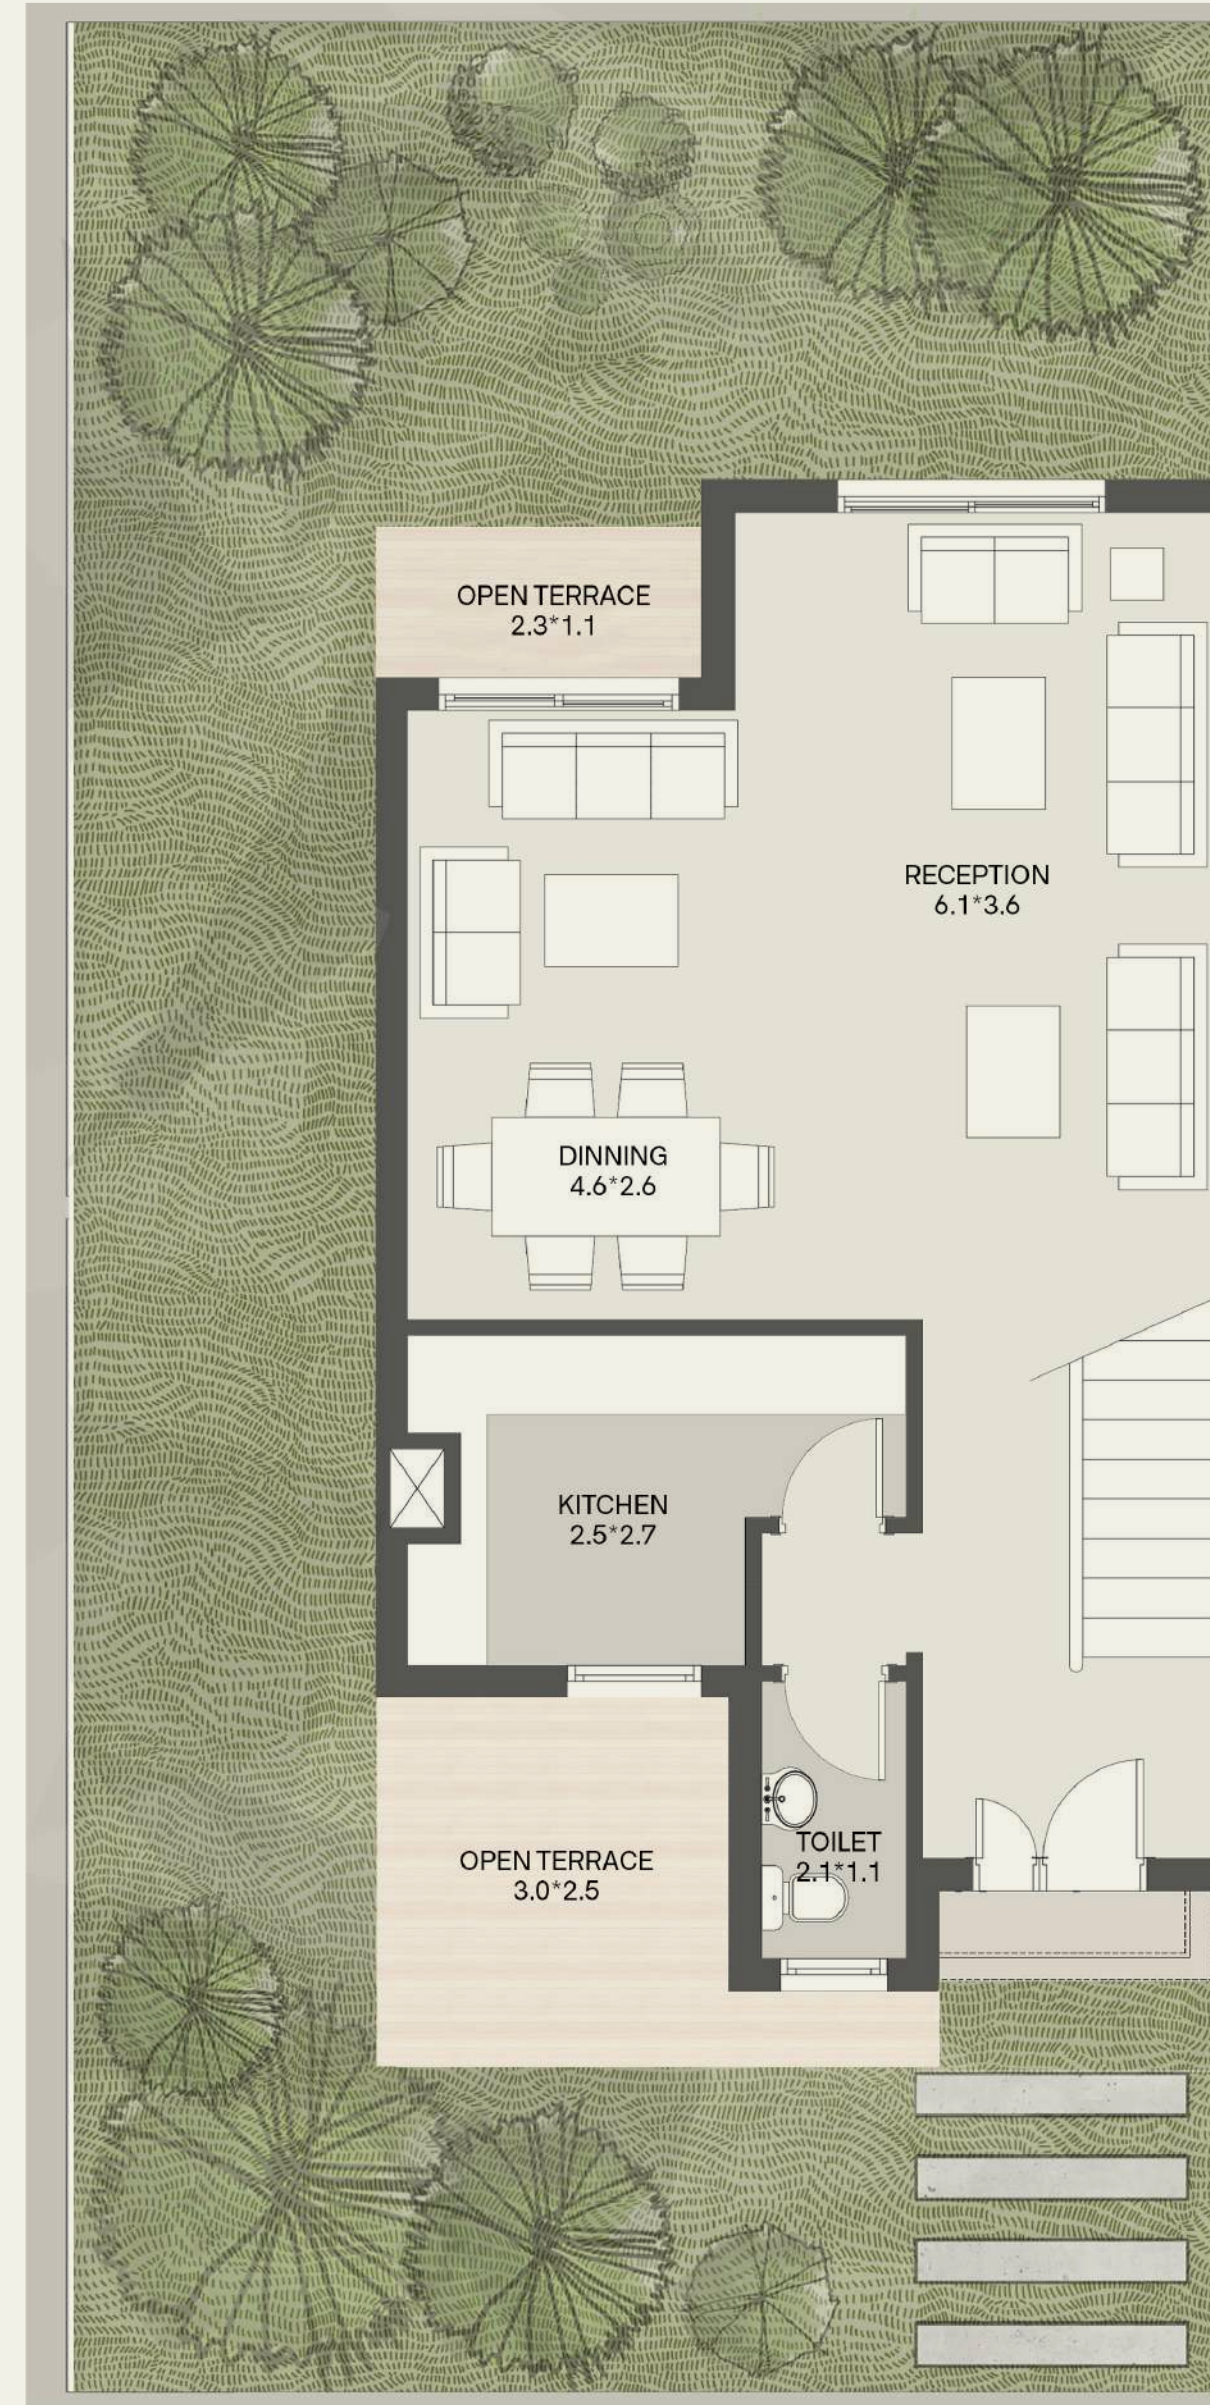 OPEN TERRACE
2.3*1.1
RECEPTION
6.1*3.6
DINNING
4.6*2.6
KITCHEN
2.5*2.7
TOILET
2.1*1.1
OPEN TERRACE
3.0*2.5